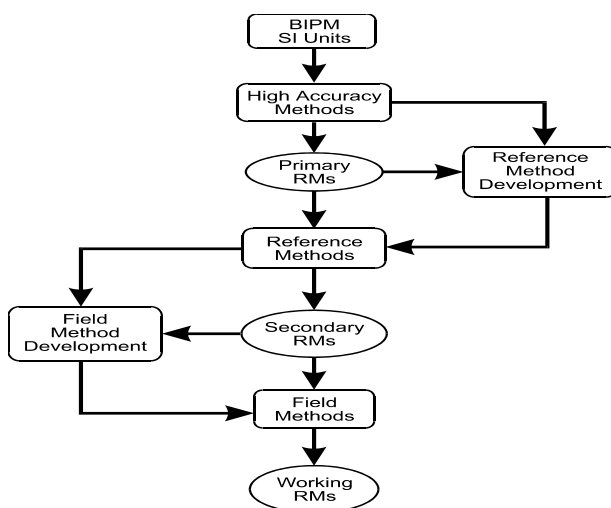 BIPM
SI Units
High Accuracy
Methods
Primary
RMs
Reference
Method
Development
Reference
Methods
Field
Method
Development
Secondary
RMs
Field
Methods
Working
RMs